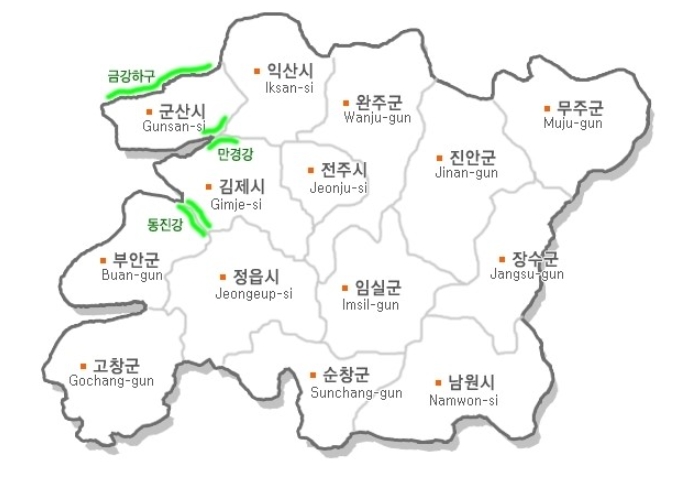 금강하구
익산시
Iksan-si
군산시
Gunsan-si
완주군
Wanju-gun
무주군
Muju-gun
만경강
전주시
Jeonju-si
진안군
Jinan-gun
김제시
Gimje-si
동진강
부안군
Buan-gun
정읍시
Jeongeup-si
임실군
Imsil-gun
장수군
Jangsu-gun
고창군
Gochang-gun
순창군
Sunchang-gun
남원시
Namwon-si